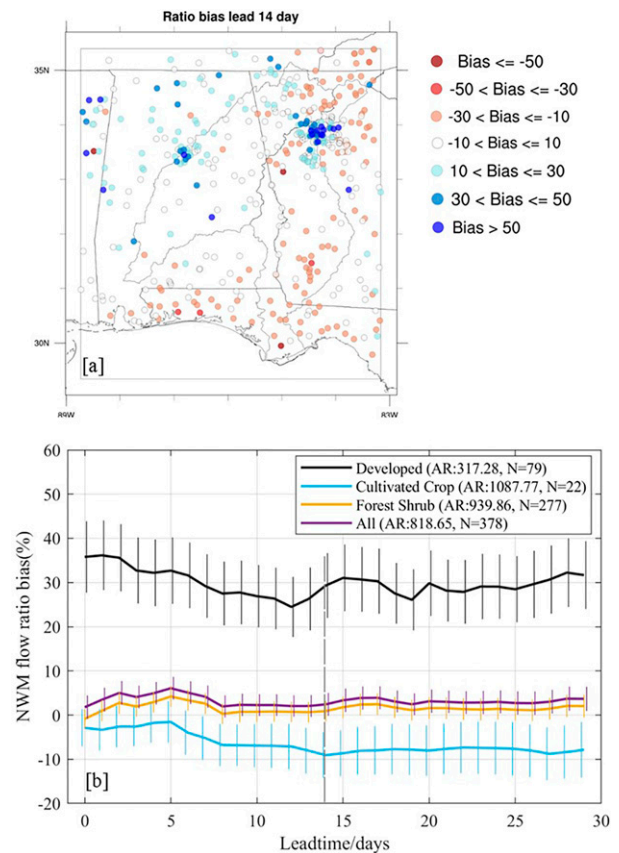 Ratio bias lead 14 day
35N
30N
89W
83W
[a]
Bias <= -50
-50 < Bias <= -30
-30 < Bias <= -10
-10 < Bias <= 10
10 < Bias <= 30
30 < Bias <= 50
Bias > 50
NWM flow ratio bias(%)
60
50
40
30
20
10
0
-10
-20
Developed (AR:317.28, N=79)
Cultivated Crop (AR:1087.77, N=22)
Forest Shrub (AR:939.86, N=277)
All (AR:818.65, N=378)
[b]
0 5 10 15 20 25 30
Leadtime/days